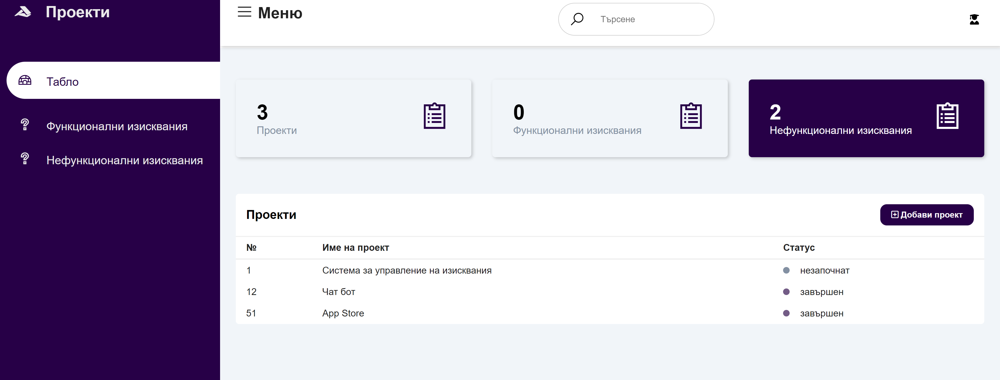 Проекти
Табло
Функционални изисквания
Нефункционални изисквания
Меню
Търсене
3
Проекти
0
Функционални изисквания
2
Нефункционални изисквания
Проекти
Добави проект
№ Име на проект Статус
1 Система за управление на изисквания незапочнат
12 Чат бот завършен
51 App Store завършен